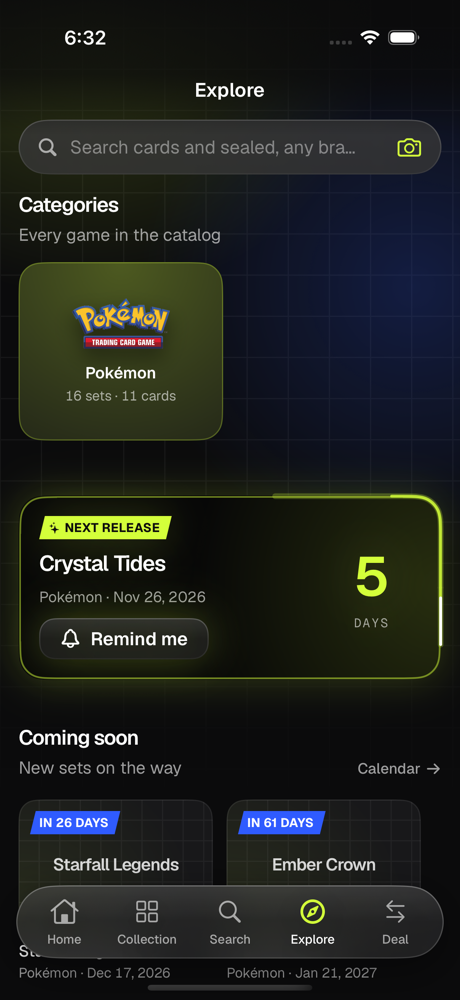 6:32
Explore
Search cards and sealed, any bra...
Categories
Every game in the catalog
POKÉMON
TRADING CARD GAME
Pokémon
16 sets · 11 cards
NEXT RELEASE
Crystal Tides
Pokémon · Nov 26, 2026
5
DAYS
Remind me
Coming soon
New sets on the way
Calendar →
IN 26 DAYS
IN 61 DAYS
Starfall Legends
Ember Crown
Home
Collection
Search
Explore
Deal
Pokémon · Dec 17, 2026
Pokémon · Jan 21, 2027